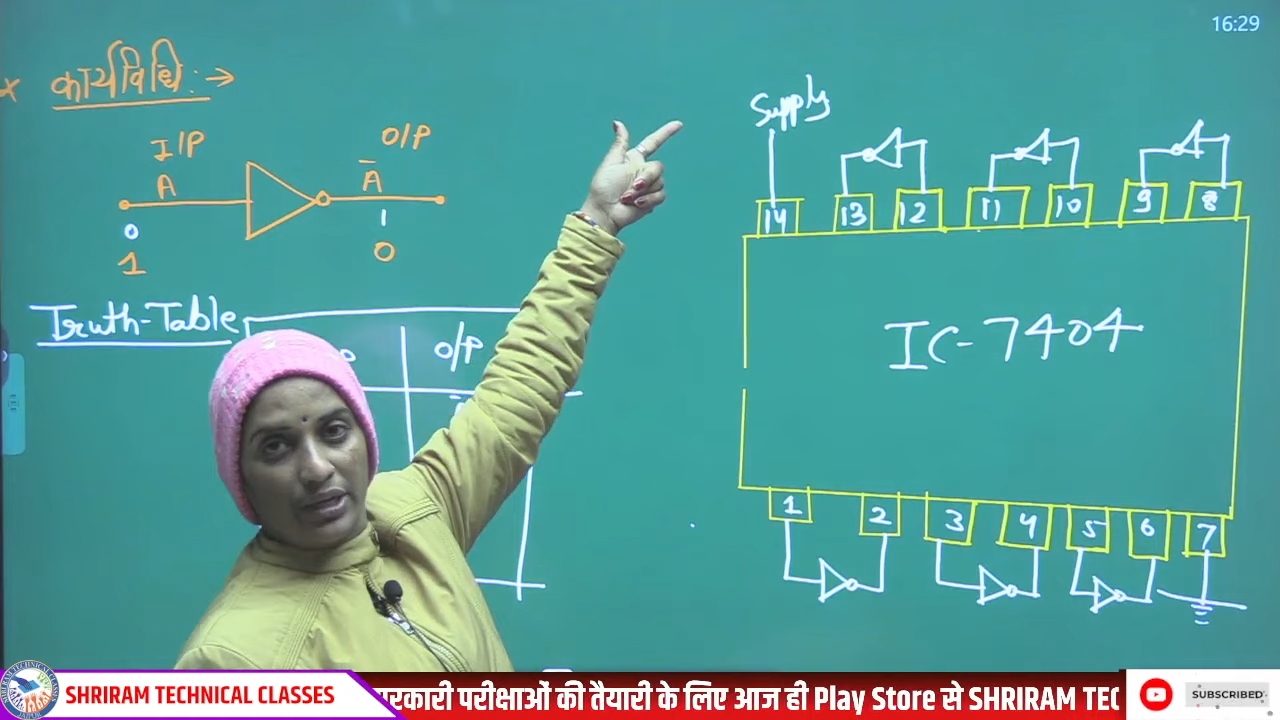 16:29
× कार्यविधि :→
I/P
O/P
A
Ā
0
1
1
0
Truth-Table
O/P
Supply
14 13 12 11 10 9 8
IC-7404
1 2 3 4 5 6 7
SHRIRAM TECHNICAL CLASSES
रकारी परीक्षाओं की तैयारी के लिए आज ही Play Store से SHRIRAM TEC
SUBSCRIBED